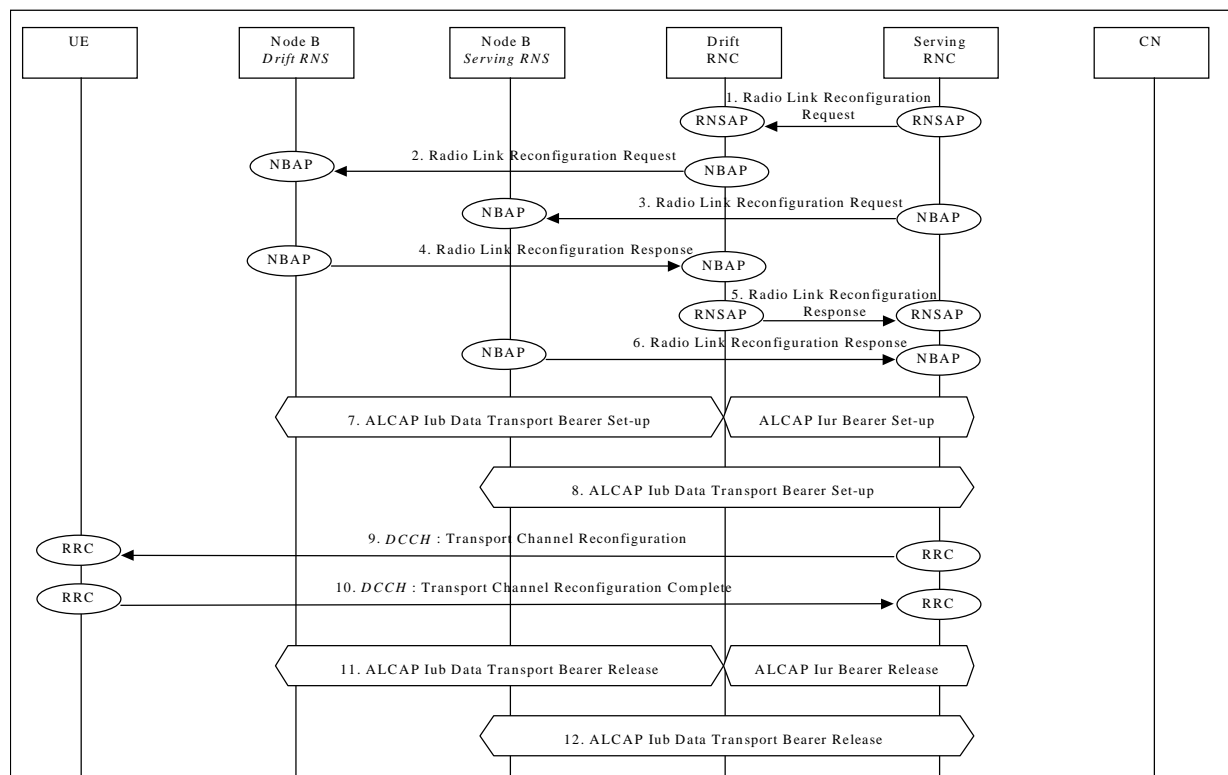 UE
Node B
Drift RNS
Node B
Serving RNS
Drift
RNC
Serving
RNC
CN
1. Radio Link Reconfiguration
Request
RNSAP
RNSAP
2. Radio Link Reconfiguration Request
NBAP
NBAP
3. Radio Link Reconfiguration Request
NBAP
NBAP
4. Radio Link Reconfiguration Response
NBAP
NBAP
5. Radio Link Reconfiguration
Response
RNSAP
RNSAP
6. Radio Link Reconfiguration Response
NBAP
NBAP
7. ALCAP Iub Data Transport Bearer Set-up
ALCAP Iur Bearer Set-up
8. ALCAP Iub Data Transport Bearer Set-up
9. DCCH : Transport Channel Reconfiguration
RRC
RRC
10. DCCH : Transport Channel Reconfiguration Complete
RRC
RRC
11. ALCAP Iub Data Transport Bearer Release
ALCAP Iur Bearer Release
12. ALCAP Iub Data Transport Bearer Release